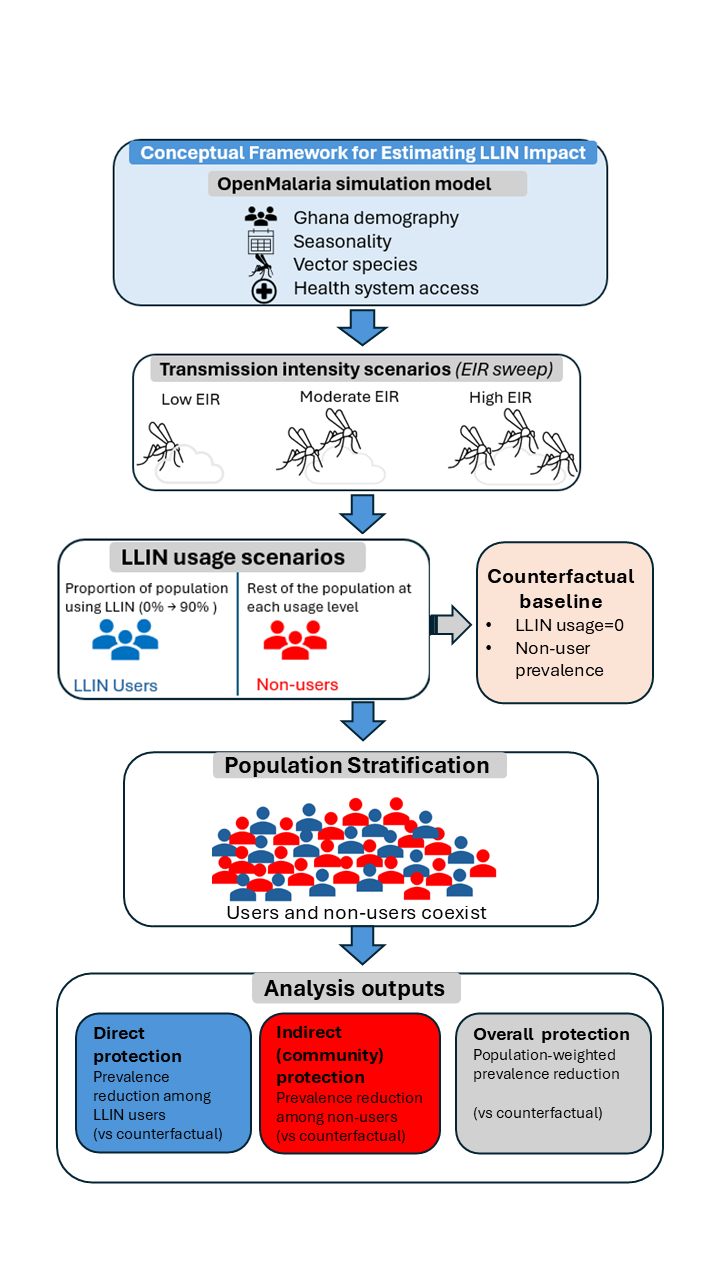 Conceptual Framework for Estimating LLIN Impact
OpenMalaria simulation model
Ghana demography
Seasonality
Vector species
Health system access
Transmission intensity scenarios (EIR sweep)
Low EIR
Moderate EIR
High EIR
LLIN usage scenarios
Proportion of population
using LLIN (0% → 90% )
LLIN Users
Rest of the population at
each usage level
Non-users
Counterfactual
baseline
• LLIN usage=0
• Non-user
prevalence
Population Stratification
Users and non-users coexist
Analysis outputs
Direct
protection
Prevalence
reduction among
LLIN users
(vs counterfactual)
Indirect
(community)
protection
Prevalence reduction
among non-users
(vs counterfactual)
Overall protection
Population-weighted
prevalence reduction
(vs counterfactual)